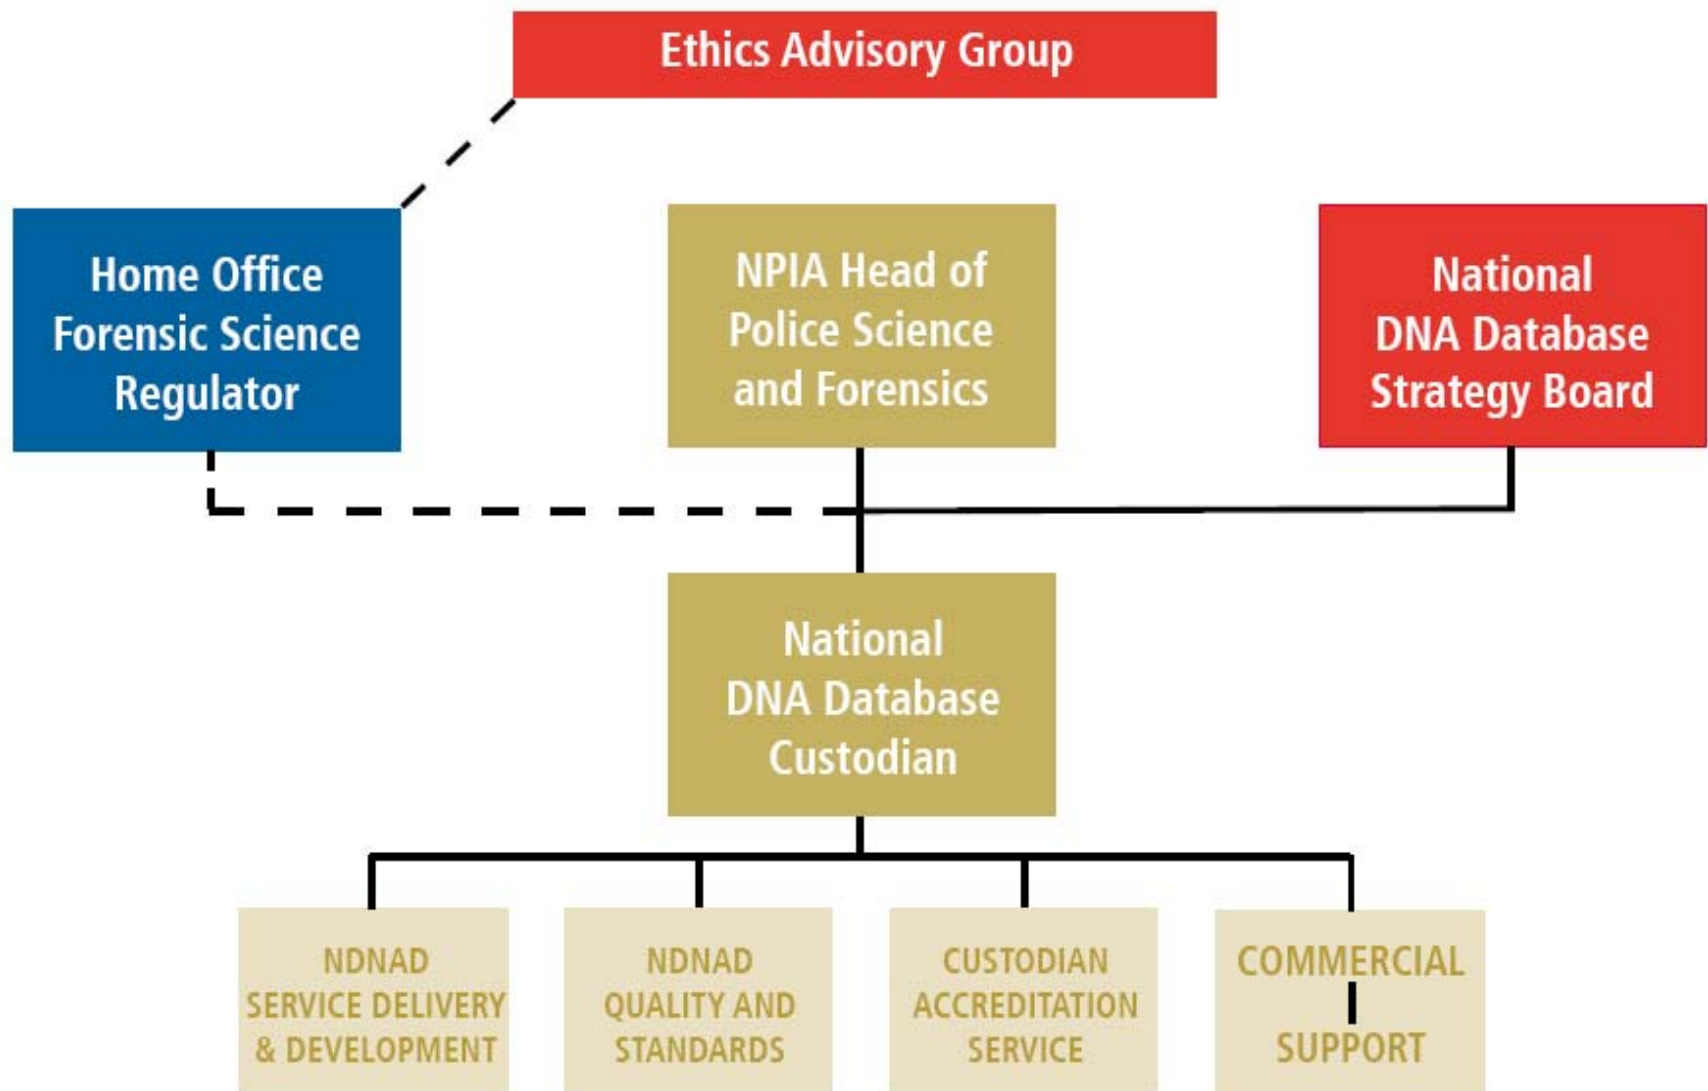 Ethics Advisory Group
Home Office
Forensic Science
Regulator
NPIA Head of
Police Science
and Forensics
National
DNA Database
Strategy Board
National
DNA Database
Custodian
NDNAD
SERVICE DELIVERY
& DEVELOPMENT
NDNAD
QUALITY AND
STANDARDS
CUSTODIAN
ACCREDITATION
SERVICE
COMMERCIAL
SUPPORT